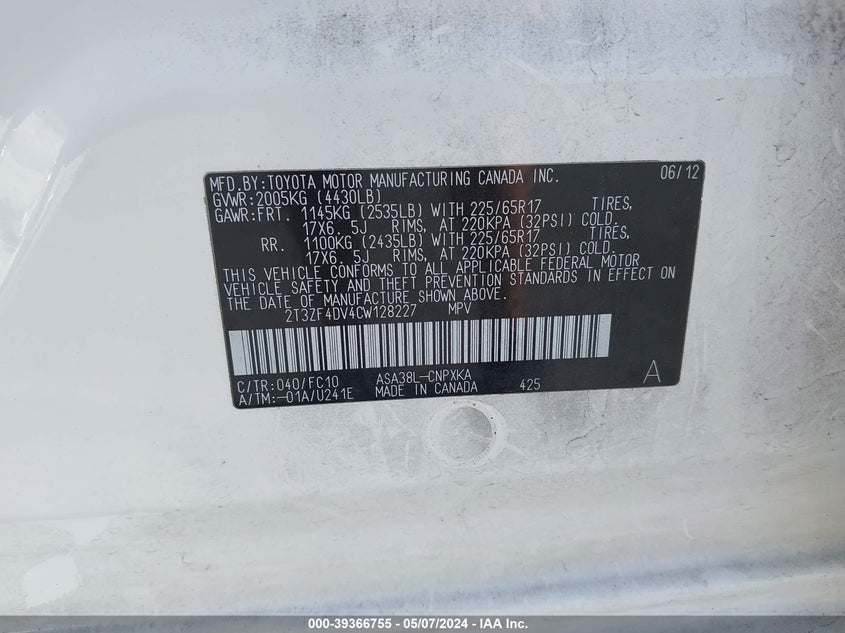 MFD.BY:TOYOTA MOTOR MANUFACTURING CANADA INC. 06/12
GVWR:2005KG (4430LB)
GAWR:FRT. 1145KG (2535LB) WITH 225/65R17 TIRES,
17X6. 5J RIMS, AT 220KPA (32PSI) COLD.
RR. 1100KG (2435LB) WITH 225/65R17 TIRES,
17X6. 5J RIMS, AT 220KPA (32PSI) COLD.
THIS VEHICLE CONFORMS TO ALL APPLICABLE FEDERAL MOTOR
VEHICLE SAFETY AND THEFT PREVENTION STANDARDS IN EFFECT ON
THE DATE OF MANUFACTURE SHOWN ABOVE.
2T3ZF4DV4CW128227 MPV
C/TR:040/FC10 ASA38L-CNPXKA
A/TM:-01A/U241E MADE IN CANADA 425 A
000-39366755 - 05/07/2024 - IAA Inc.